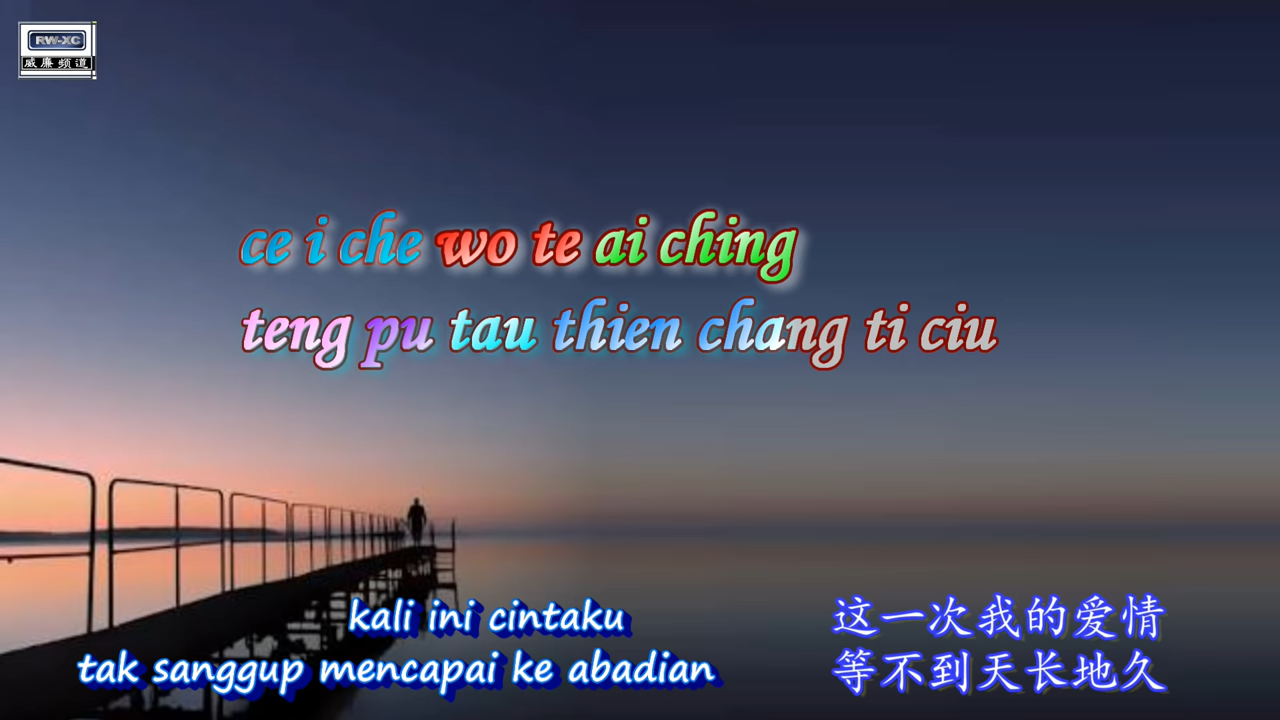 RW-XC
威廉频道
ce i che wo te ai ching
teng pu tau thien chang ti ciu
kali ini cintaku
tak sanggup mencapai ke abadian
这一次我的爱情
等不到天长地久